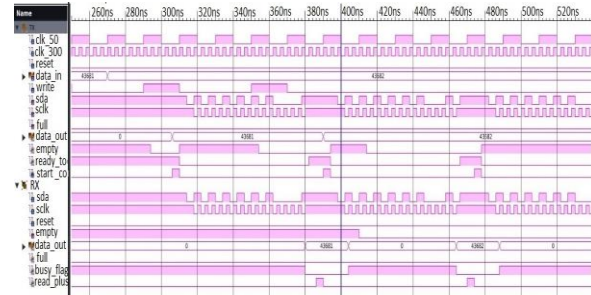 Name
260ns 280ns 300ns 320ns 340ns 360ns 380ns 400ns 420ns 440ns 460ns 480ns 500ns 520ns
clk_50
clk_300
reset
data_in 43681 43682
write
sda
sclk
full
data_out 0 43681 43682
empty
ready_to
start_co
RX
sda
sclk
reset
empty
data_out 0 43681 0 43682 0
full
busy_flag
read_plus